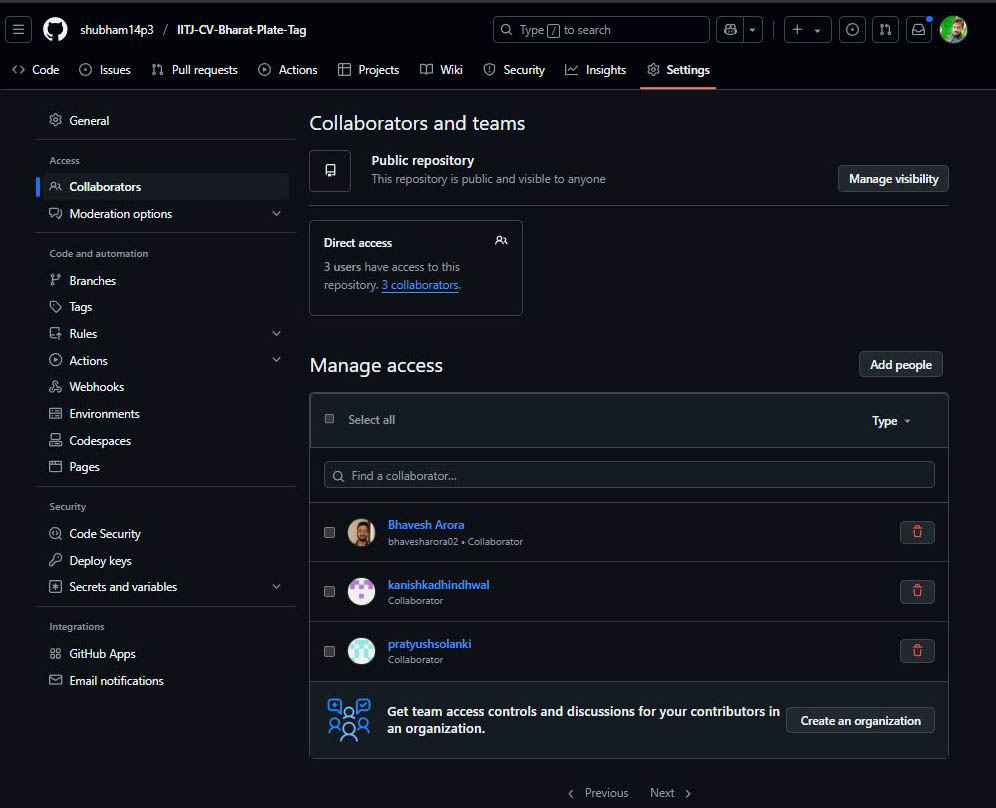 shubham14p3 / IITJ-CV-Bharat-Plate-Tag
Type / to search
Code
Issues
Pull requests
Actions
Projects
Wiki
Security
Insights
Settings
General
Access
Collaborators
Moderation options
Code and automation
Branches
Tags
Rules
Actions
Webhooks
Environments
Codespaces
Pages
Security
Code Security
Deploy keys
Secrets and variables
Integrations
GitHub Apps
Email notifications
Collaborators and teams
Public repository
This repository is public and visible to anyone
Manage visibility
Direct access
3 users have access to this
repository. 3 collaborators.
Manage access
Add people
Select all
Type
Find a collaborator...
Bhavesh Arora
bhavesharora02 • Collaborator
kanishkadhindhwal
Collaborator
pratyushsolanki
Collaborator
Get team access controls and discussions for your contributors in
an organization.
Create an organization
Previous
Next